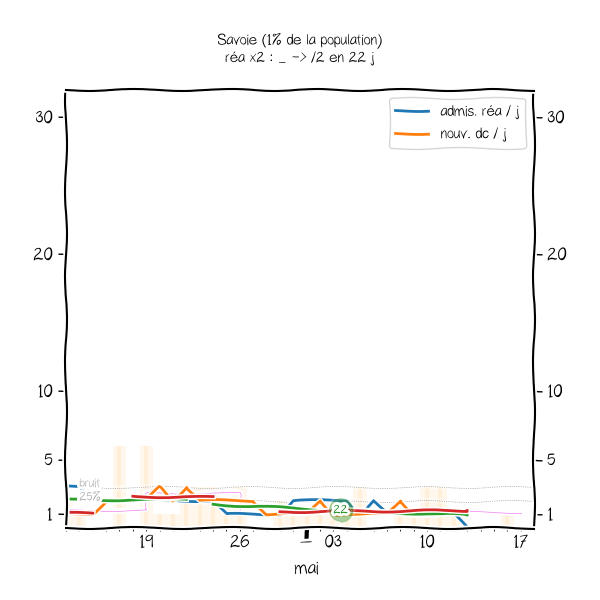 Savoie (1% de la population)
réa x2 : _ -> /2 en 22 j
admis. réa / j
nouv. dc / j
30
30
20
20
10
10
5
5
bruit
25%
22
1
1
19
26
03
10
17
mai